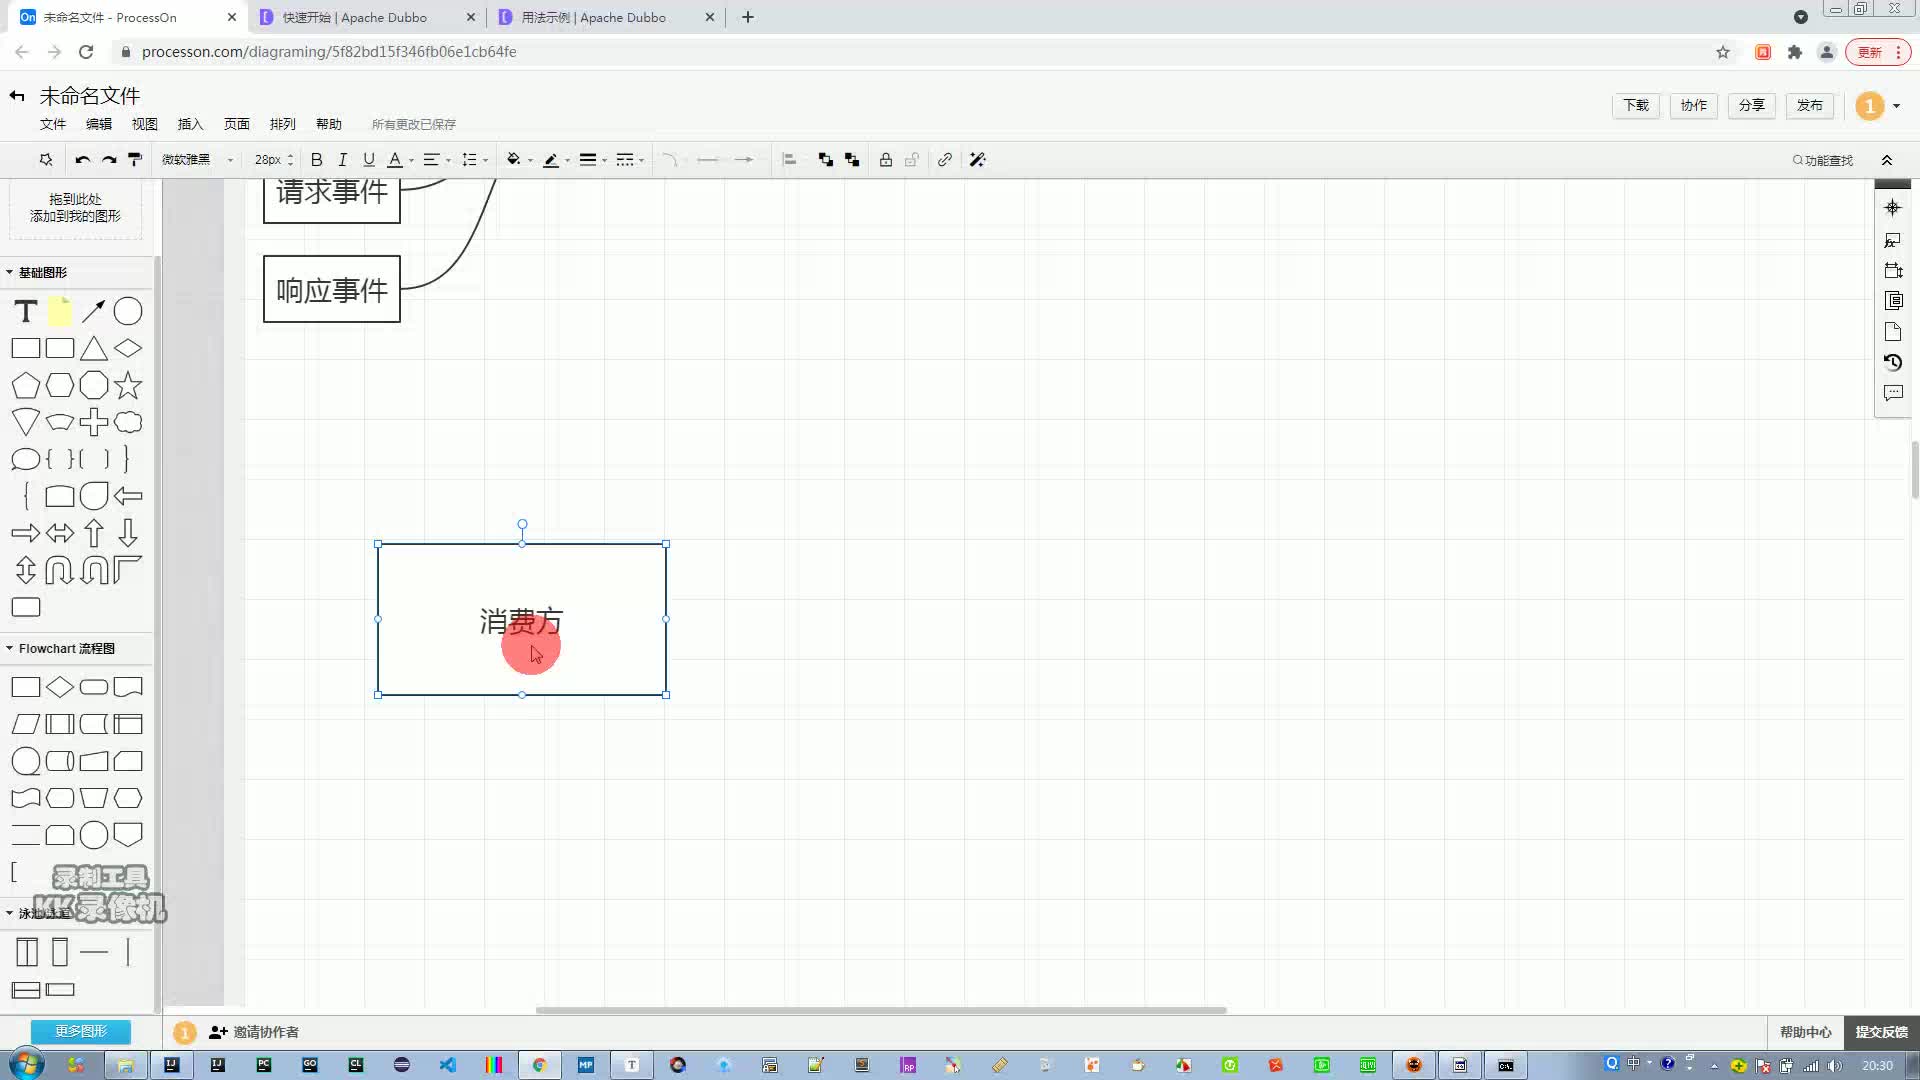 未命名文件 - ProcessOn
快速开始 | Apache Dubbo
用法示例 | Apache Dubbo
processon.com/diagraming/5f82bd15f346fb06e1cb64fe
更新
未命名文件
下载
协作
分享
发布
1
文件
编辑
视图
插入
页面
排列
帮助
所有更改已保存
微软雅黑
28px
B
I
U
A
功能查找
拖到此处
添加到我的图形
请求事件
响应事件
基础图形
T
消费方
Flowchart 流程图
录制工具
KK录像机
更多图形
1
邀请协作者
帮助中心
提交反馈
中
20:30